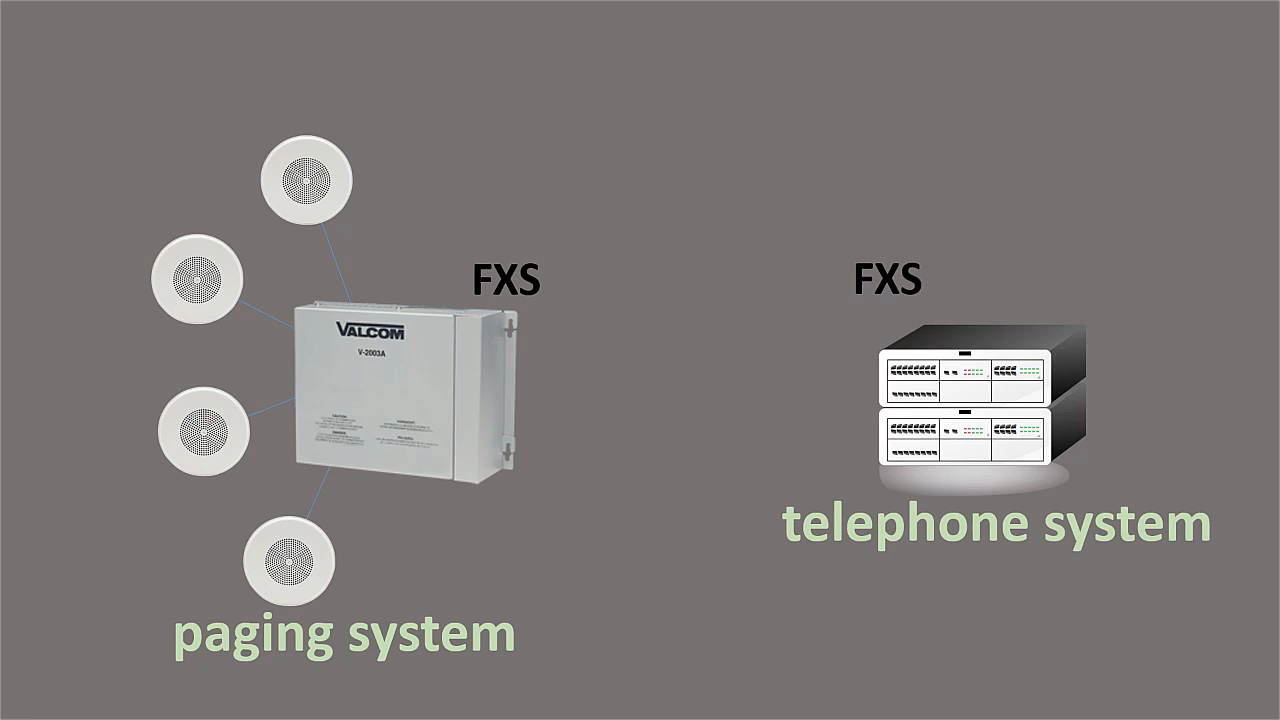 FXS
FXS
VALCOM
V-2003A
telephone system
paging system